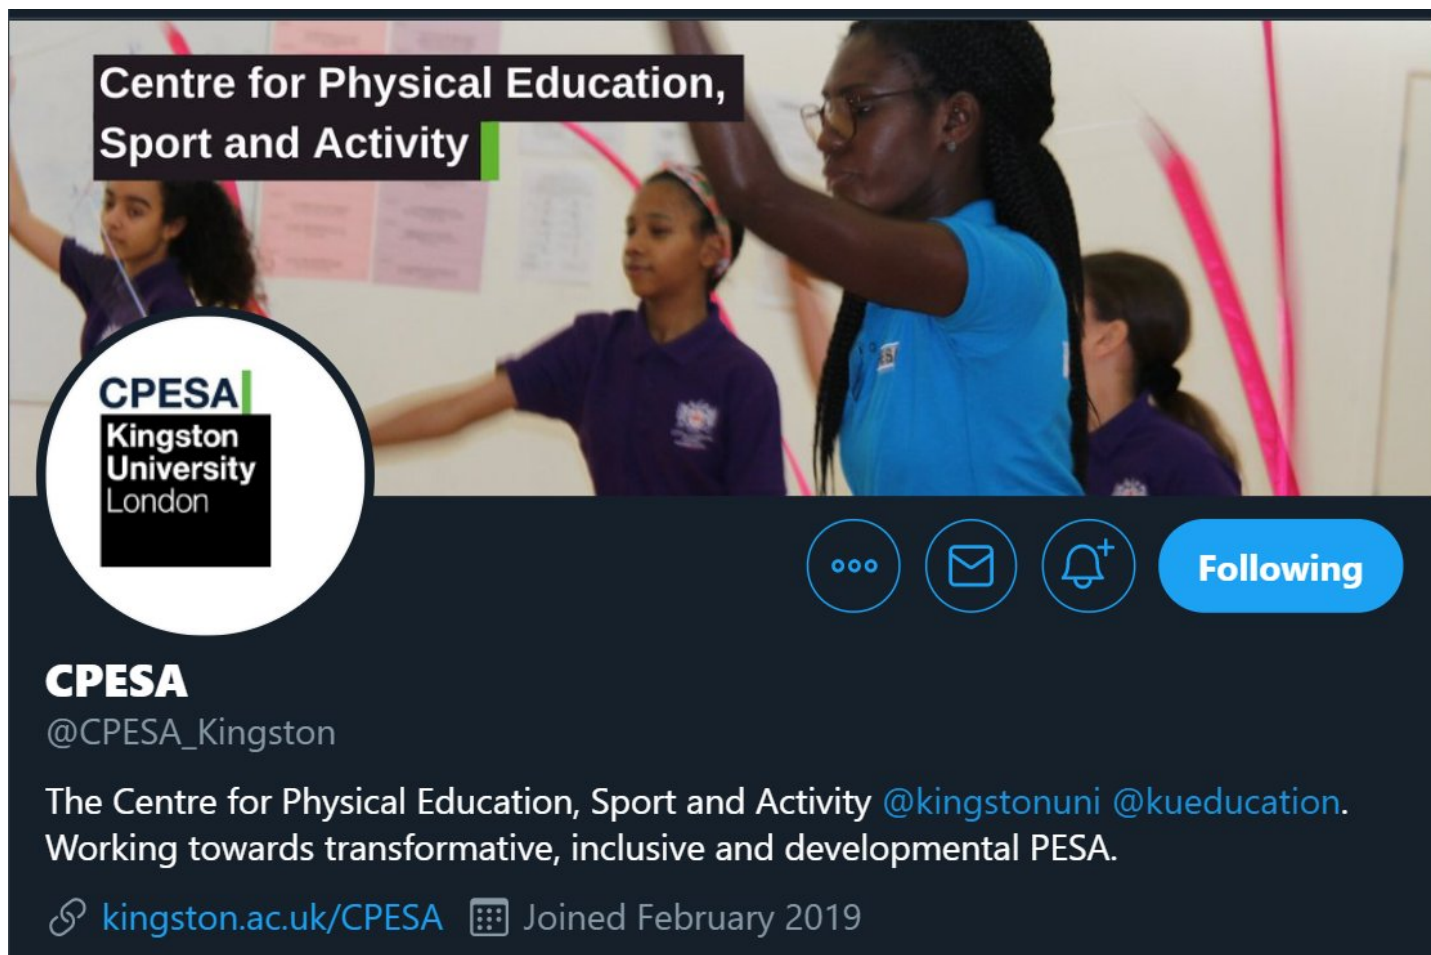 Centre for Physical Education,
Sport and Activity
CPESA
Kingston
University
London
Following
CPESA
@CPESA_Kingston
The Centre for Physical Education, Sport and Activity @kingstonuni @kueducation.
Working towards transformative, inclusive and developmental PESA.
kingston.ac.uk/CPESA Joined February 2019